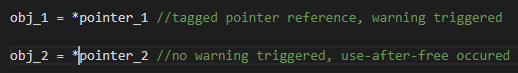 obj_1 = *pointer_1 //tagged pointer reference, warning triggered
obj_2 = *pointer_2 //no warning triggered, use-after-free occured